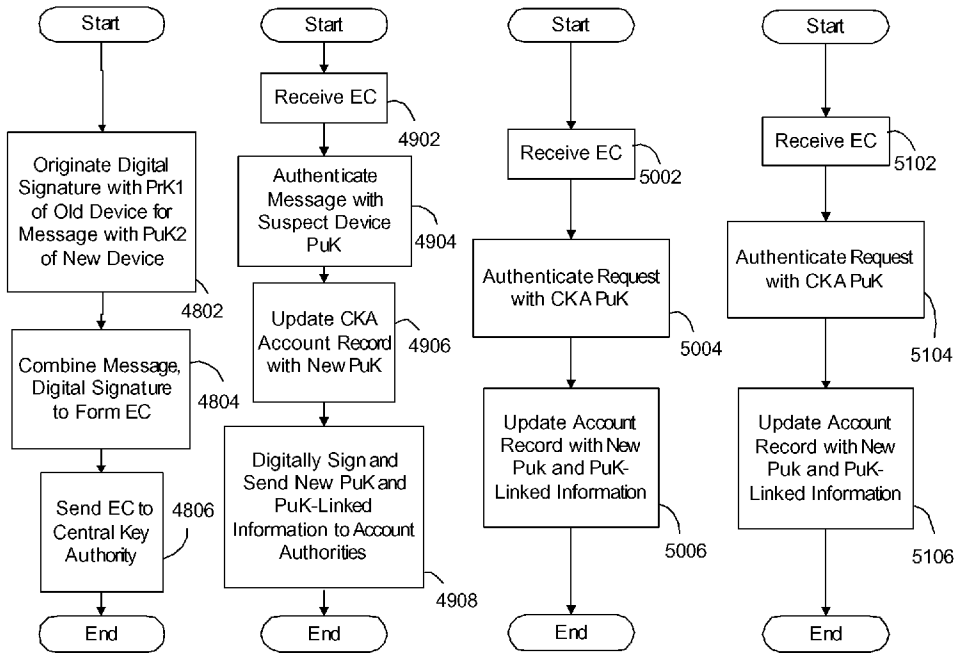 Start
Originate Digital
Signature with PrK1
of Old Device for
Message with PuK2
of New Device
4802
Combine Message,
Digital Signature
to Form EC
4804
Send EC to
Central Key
Authority
4806
End
Start
Receive EC
4902
Authenticate
Message with
Suspect Device
PuK
4904
Update CKA
Account Record
with New PuK
4906
Digitally Sign and
Send New PuK and
PuK-Linked
Information to Account
Authorities
4908
End
Start
Receive EC
5002
Authenticate Request
with CKA PuK
5004
Update Account
Record with New
Puk and PuK-
Linked Information
5006
End
Start
Receive EC
5102
Authenticate Request
with CKA PuK
5104
Update Account
Record with New
Puk and PuK-
Linked Information
5106
End